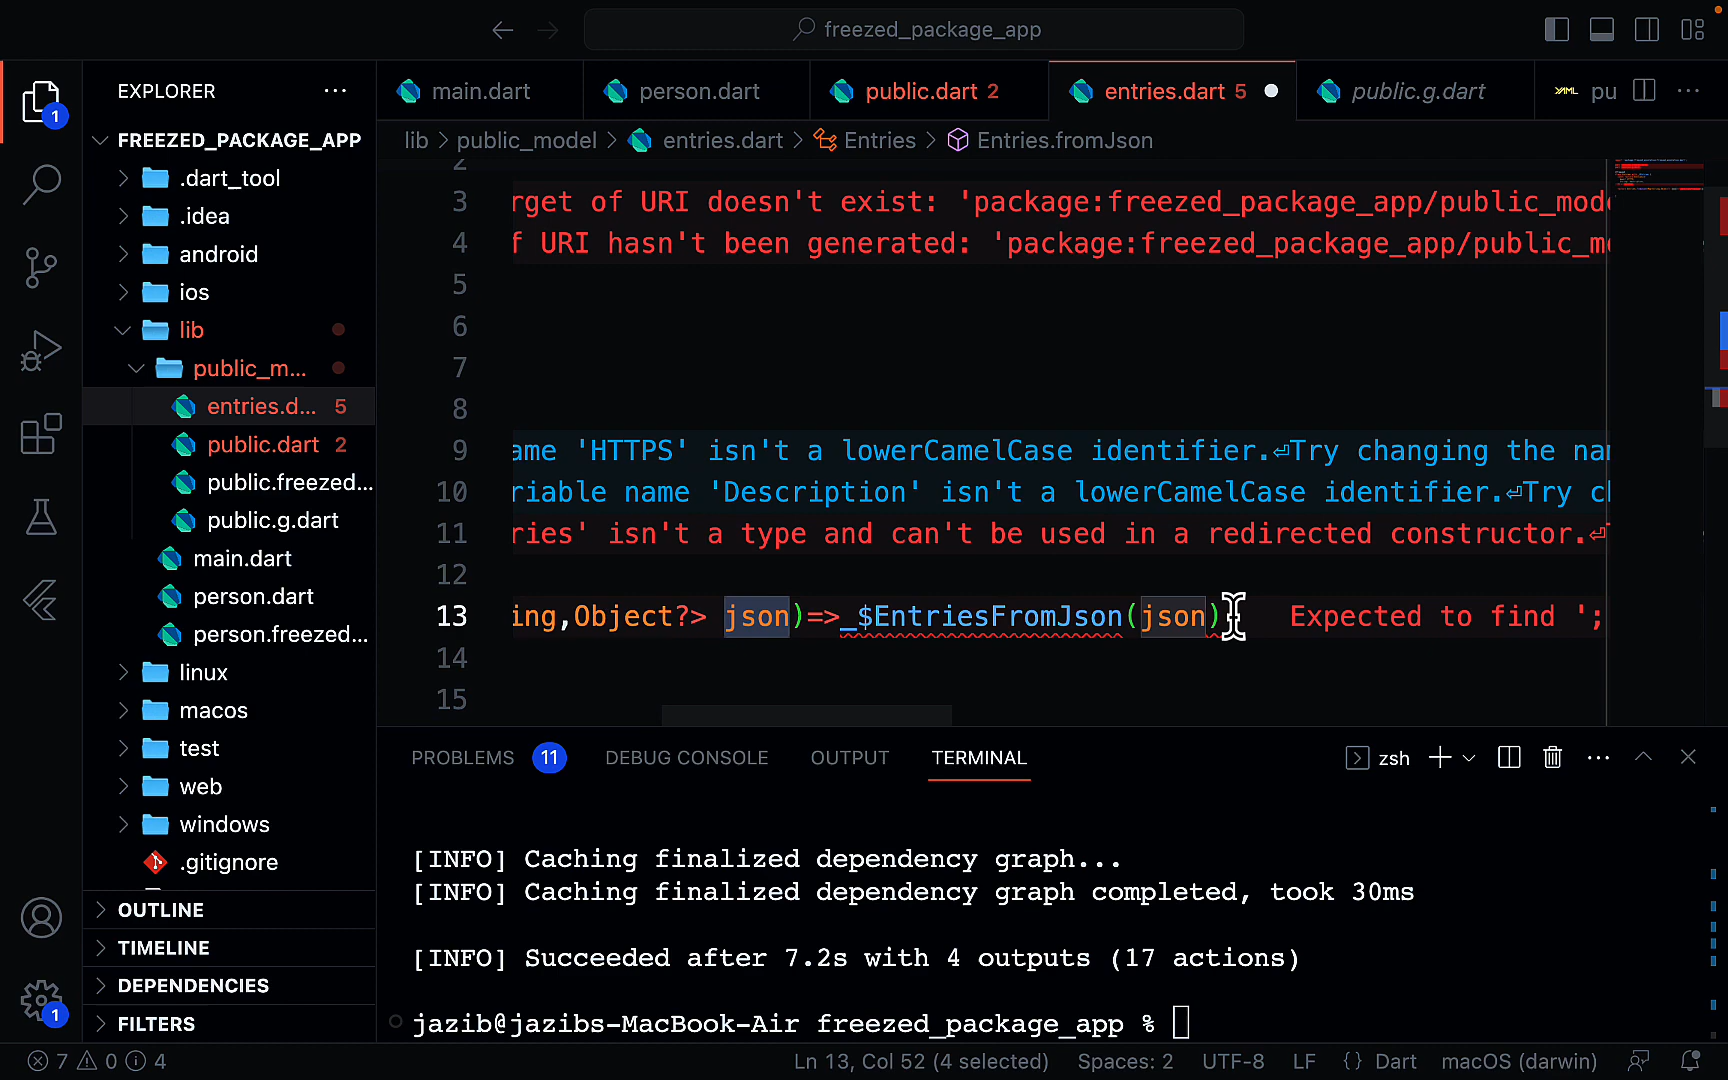 freezed_package_app
1
EXPLORER
FREEZED_PACKAGE_APP
.dart_tool
.idea
android
ios
lib
public_m...
entries.d... 5
public.dart 2
public.freezed...
public.g.dart
main.dart
person.dart
person.freezed...
linux
macos
test
web
windows
.gitignore
OUTLINE
TIMELINE
DEPENDENCIES
FILTERS
1
main.dart
person.dart
public.dart 2
entries.dart 5
public.g.dart
YAML pu
lib > public_model > entries.dart > Entries > Entries.fromJson
2
3 rget of URI doesn't exist: 'package:freezed_package_app/public_mod
4 f URI hasn't been generated: 'package:freezed_package_app/public_m
5
6
7
8
9 ame 'HTTPS' isn't a lowerCamelCase identifier.⏎Try changing the na
10 riable name 'Description' isn't a lowerCamelCase identifier.⏎Try c
11 ries' isn't a type and can't be used in a redirected constructor.⏎
12
13 ing,Object?> json)=>_$EntriesFromJson(json) Expected to find ';
14
15
PROBLEMS 11 DEBUG CONSOLE OUTPUT TERMINAL zsh
[INFO] Caching finalized dependency graph...
[INFO] Caching finalized dependency graph completed, took 30ms
[INFO] Succeeded after 7.2s with 4 outputs (17 actions)
jazib@jazibs-MacBook-Air freezed_package_app %
7 0 4
Ln 13, Col 52 (4 selected) Spaces: 2 UTF-8 LF {} Dart macOS (darwin)